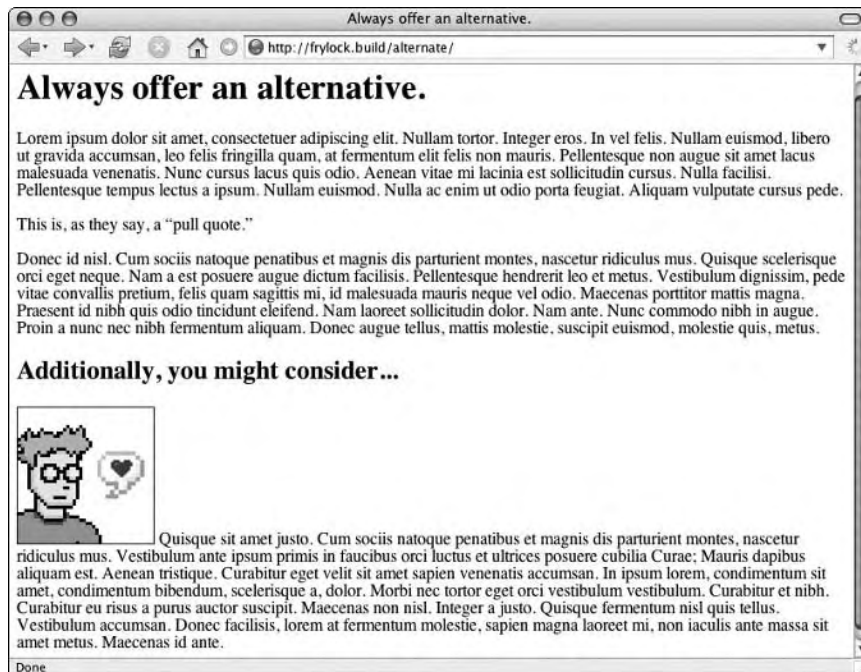 Always offer an alternative.
http://frylock.build/alternate/
Always offer an alternative.
Lorem ipsum dolor sit amet, consectetuer adipiscing elit. Nullam tortor. Integer eros. In vel felis. Nullam euismod, libero
ut gravida accumsan, leo felis fringilla quam, at fermentum elit felis non mauris. Pellentesque non augue sit amet lacus
malesuada venenatis. Nunc cursus lacus quis odio. Aenean vitae mi lacinia est sollicitudin cursus. Nulla facilisi.
Pellentesque tempus lectus a ipsum. Nullam euismod. Nulla ac enim ut odio porta feugiat. Aliquam vulputate cursus pede.
This is, as they say, a “pull quote.”
Donec id nisl. Cum sociis natoque penatibus et magnis dis parturient montes, nascetur ridiculus mus. Quisque scelerisque
orci eget neque. Nam a est posuere augue dictum facilisis. Pellentesque hendrerit leo et metus. Vestibulum dignissim, pede
vitae convallis pretium, felis quam sagittis mi, id malesuada mauris neque vel odio. Maecenas porttitor mattis magna.
Praesent id nibh quis odio tincidunt eleifend. Nam laoreet sollicitudin dolor. Nam ante. Nunc commodo nibh in augue.
Proin a nunc nec nibh fermentum aliquam. Donec augue tellus, mattis molestie, suscipit euismod, molestie quis, metus.
Additionally, you might consider...
Quisque sit amet justo. Cum sociis natoque penatibus et magnis dis parturient montes, nascetur
ridiculus mus. Vestibulum ante ipsum primis in faucibus orci luctus et ultrices posuere cubilia Curae; Mauris dapibus
aliquam est. Aenean tristique. Curabitur eget velit sit amet sapien venenatis accumsan. In ipsum lorem, condimentum sit
amet, condimentum bibendum, scelerisque a, dolor. Morbi nec tortor eget orci vestibulum vestibulum. Curabitur et nibh.
Curabitur eu risus a purus auctor suscipit. Maecenas non nisl. Integer a justo. Quisque fermentum nisl quis tellus.
Vestibulum accumsan. Donec facilisis, lorem at fermentum molestie, sapien magna laoreet mi, non iaculis ante massa sit
amet metus. Maecenas id ante.
Done